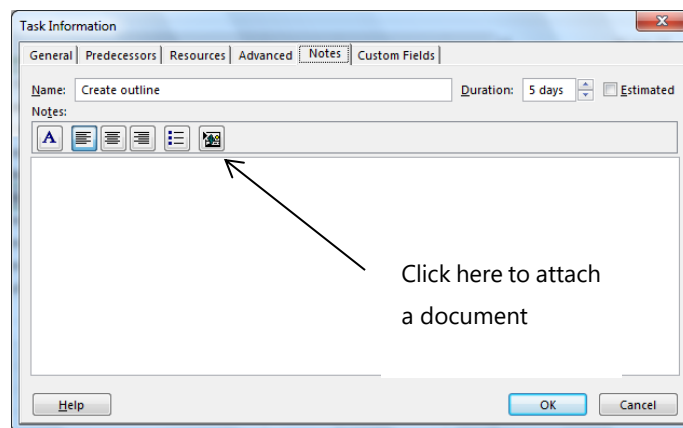 Task Information
General Predecessors Resources Advanced Notes Custom Fields
Name: Create outline Duration: 5 days Estimated
Notes:
A
Click here to attach
a document
Help OK Cancel